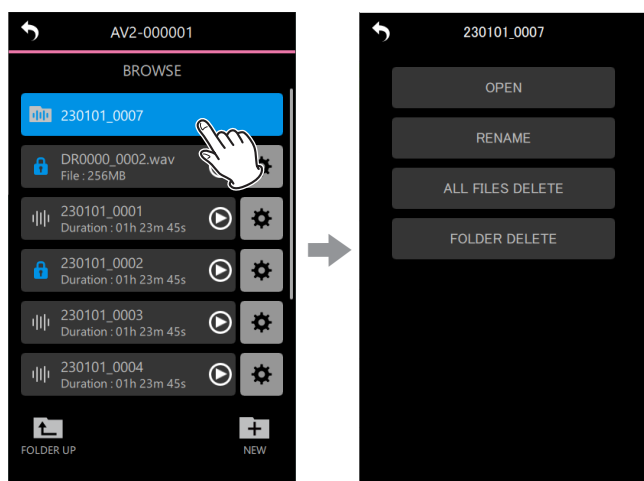 AV2-000001
BROWSE
230101_0007
DR0000_0002.wav
File : 256MB
230101_0001
Duration : 01h 23m 45s
230101_0002
Duration : 01h 23m 45s
230101_0003
Duration : 01h 23m 45s
230101_0004
Duration : 01h 23m 45s
FOLDER UP
NEW
230101_0007
OPEN
RENAME
ALL FILES DELETE
FOLDER DELETE